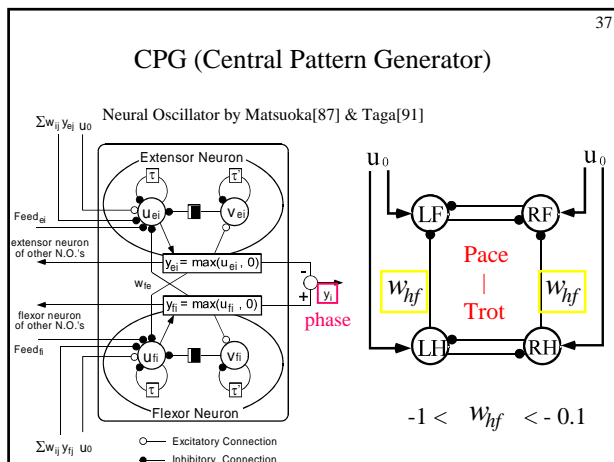 37
CPG (Central Pattern Generator)
Neural Oscillator by Matsuoka[87] & Taga[91]
Σwij yej u0
Extensor Neuron
τ τ'
uei vei
Feedei
extensor neuron
of other N.O.'s
yei = max(uei , 0)
wfe
- 
+
yi
phase
yfi = max(ufi , 0)
flexor neuron
of other N.O.'s
Feedfi
ufi vfi
τ τ'
Flexor Neuron
Σwij yfj u0
Excitatory Connection
Inhibitory Connection
u0 u0
LF RF
Pace
|
Trot
whf whf
LH RH
-1 < whf < - 0.1